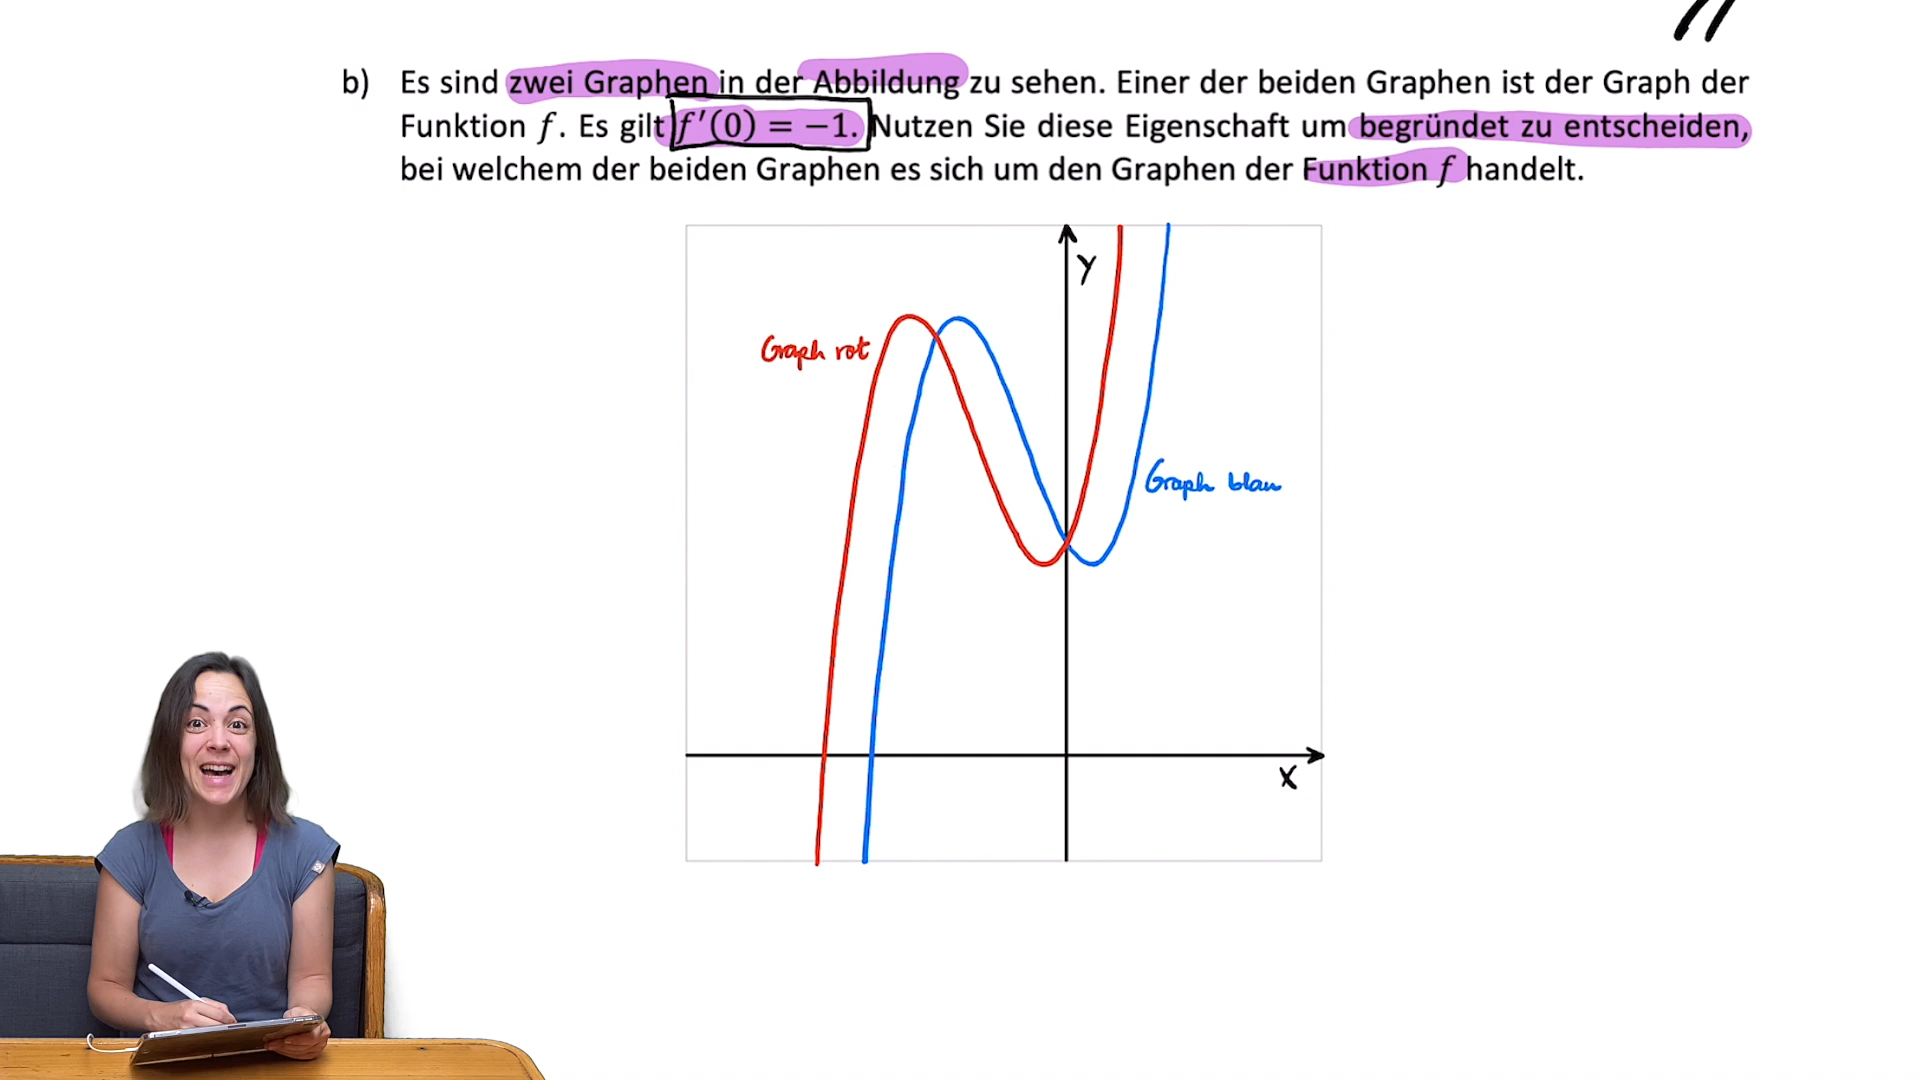 b) Es sind zwei Graphen in der Abbildung zu sehen. Einer der beiden Graphen ist der Graph der
Funktion f. Es gilt f′(0) = −1. Nutzen Sie diese Eigenschaft um begründet zu entscheiden,
bei welchem der beiden Graphen es sich um den Graphen der Funktion f handelt.
y
Graph rot
Graph blau
x